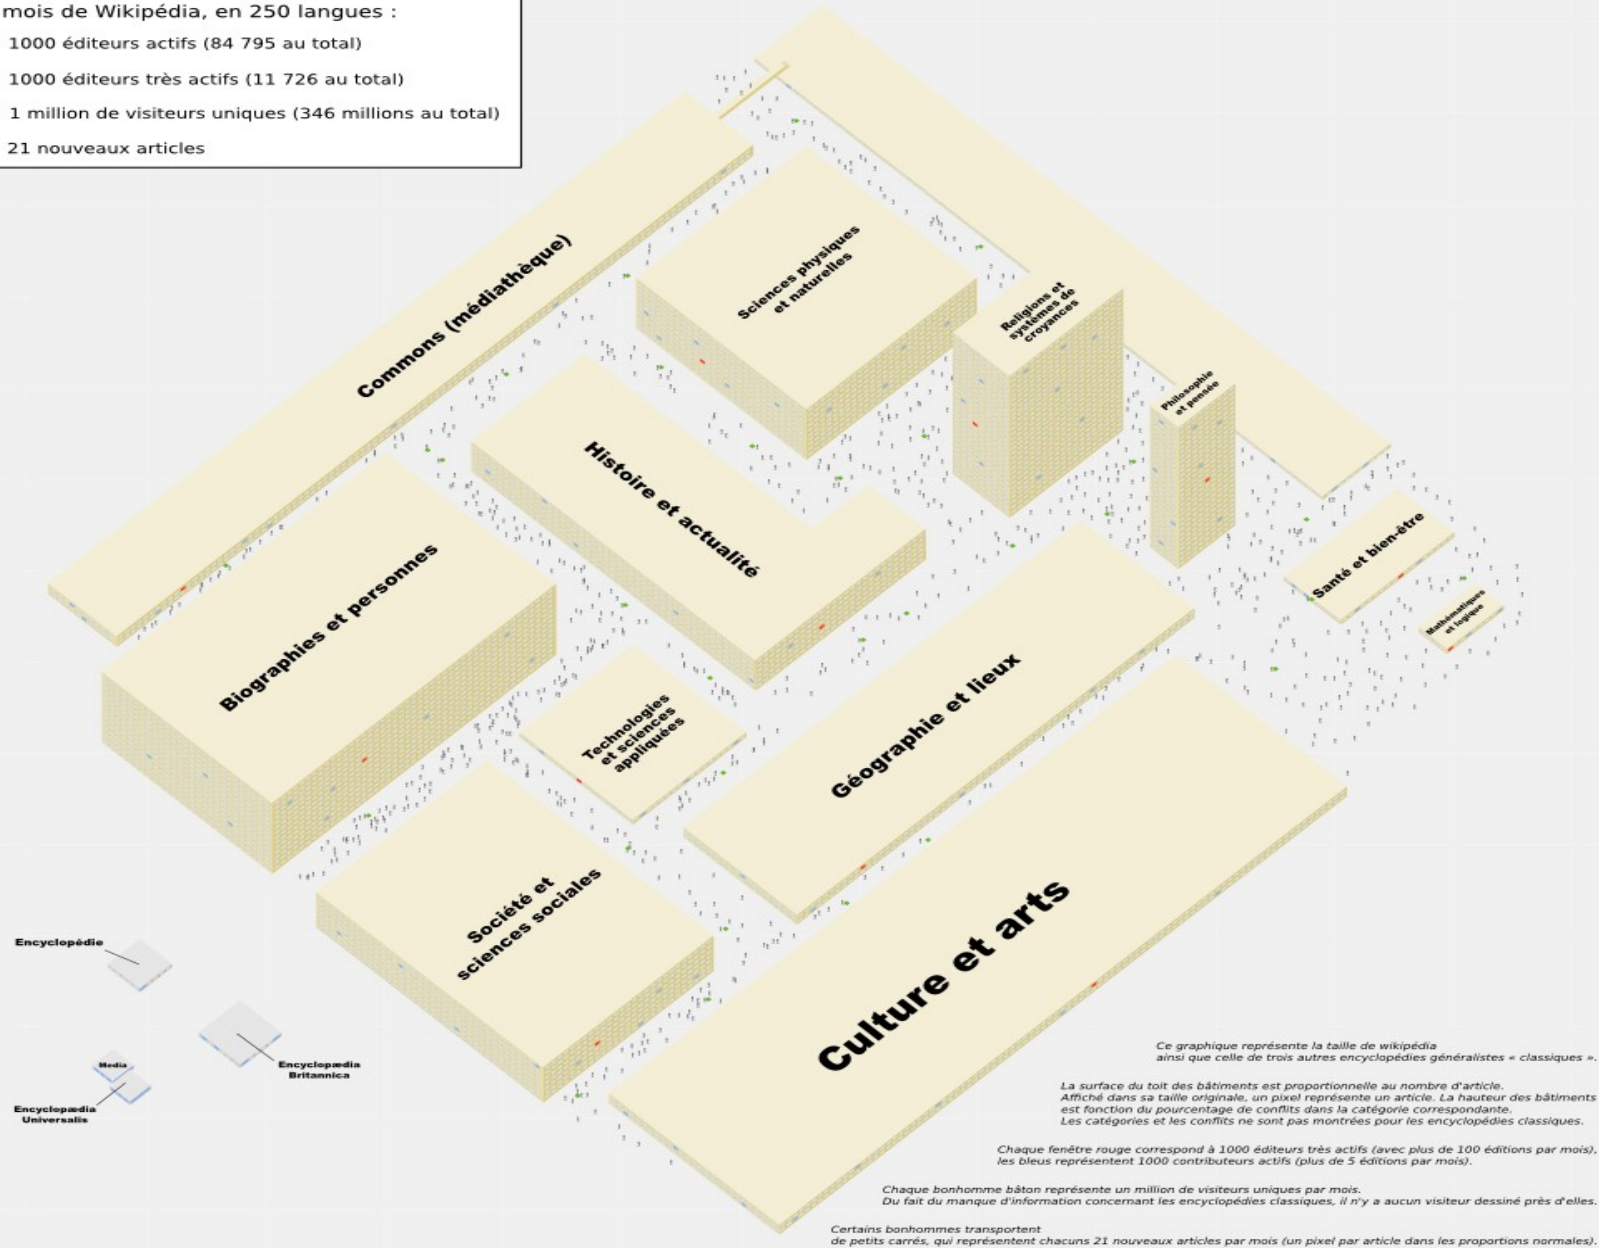 mois de Wikipédia, en 250 langues :
1000 éditeurs actifs (84 795 au total)
1000 éditeurs très actifs (11 726 au total)
1 million de visiteurs uniques (346 millions au total)
21 nouveaux articles
Commons (médiathèque)
Sciences physiques
et naturelles
Religions et
systèmes de
croyances
Philosophie
et pensée
Histoire et actualité
Santé et bien-être
Mathématiques
et logique
Biographies et personnes
Technologies
et sciences
appliquées
Géographie et lieux
Société et
sciences sociales
Culture et arts
Encyclopédie
Encyclopædia
Britannica
Media
Encyclopædia
Universalis
Ce graphique représente la taille de wikipédia
ainsi que celle de trois autres encyclopédies généralistes « classiques ».
La surface du toit des bâtiments est proportionnelle au nombre d'article.
Affiché dans sa taille originale, un pixel représente un article. La hauteur des bâtiments
est fonction du pourcentage de conflits dans la catégorie correspondante.
Les catégories et les conflits ne sont pas montrées pour les encyclopédies classiques.
Chaque fenêtre rouge correspond à 1000 éditeurs très actifs (avec plus de 100 éditions par mois),
les bleus représentent 1000 contributeurs actifs (plus de 5 éditions par mois).
Chaque bonhomme bâton représente un million de visiteurs uniques par mois.
Du fait du manque d'information concernant les encyclopédies classiques, il n'y a aucun visiteur dessiné près d'elles.
Certains bonhommes transportent
de petits carrés, qui représentent chacuns 21 nouveaux articles par mois (un pixel par article dans les proportions normales).